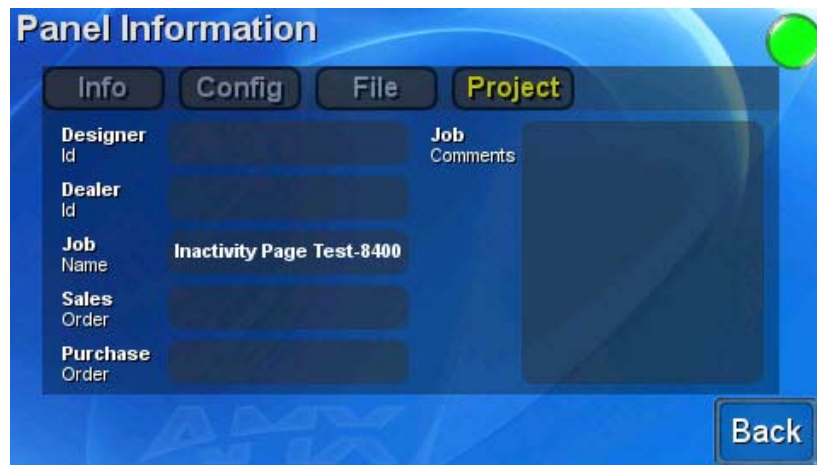 Panel Information
Info Config File Project
Designer
Id
Dealer
Id
Job
Name
Inactivity Page Test-8400
Sales
Order
Purchase
Order
Job
Comments
Back
AMX